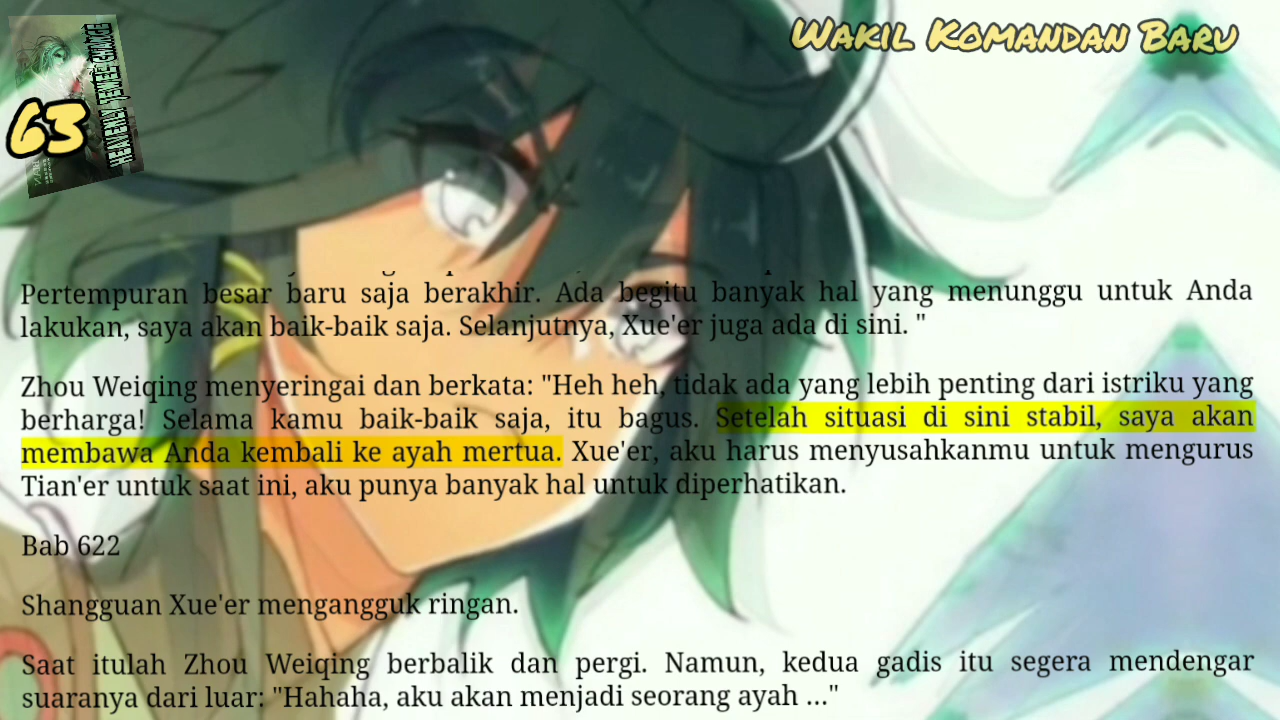 Wakil Komandan Baru
HEAVENLY JEWEL CHANGE
63
Pertempuran besar baru saja berakhir. Ada begitu banyak hal yang menunggu untuk Anda
lakukan, saya akan baik-baik saja. Selanjutnya, Xue'er juga ada di sini. "
Zhou Weiqing menyeringai dan berkata: "Heh heh, tidak ada yang lebih penting dari istriku yang
berharga! Selama kamu baik-baik saja, itu bagus. Setelah situasi di sini stabil, saya akan
membawa Anda kembali ke ayah mertua. Xue'er, aku harus menyusahkanmu untuk mengurus
Tian'er untuk saat ini, aku punya banyak hal untuk diperhatikan.
Bab 622
Shangguan Xue'er mengangguk ringan.
Saat itulah Zhou Weiqing berbalik dan pergi. Namun, kedua gadis itu segera mendengar
suaranya dari luar: "Hahaha, aku akan menjadi seorang ayah ..."